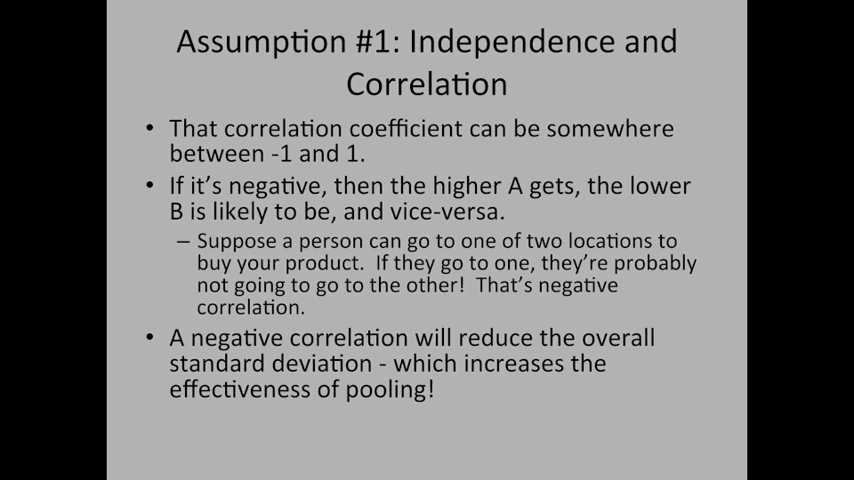 Assumption #1: Independence and
Correlation
• That correlation coefficient can be somewhere
between -1 and 1.
• If it's negative, then the higher A gets, the lower
B is likely to be, and vice-versa.
– Suppose a person can go to one of two locations to
buy your product.  If they go to one, they're probably
not going to go to the other!  That's negative
correlation.
• A negative correlation will reduce the overall
standard deviation - which increases the
effectiveness of pooling!